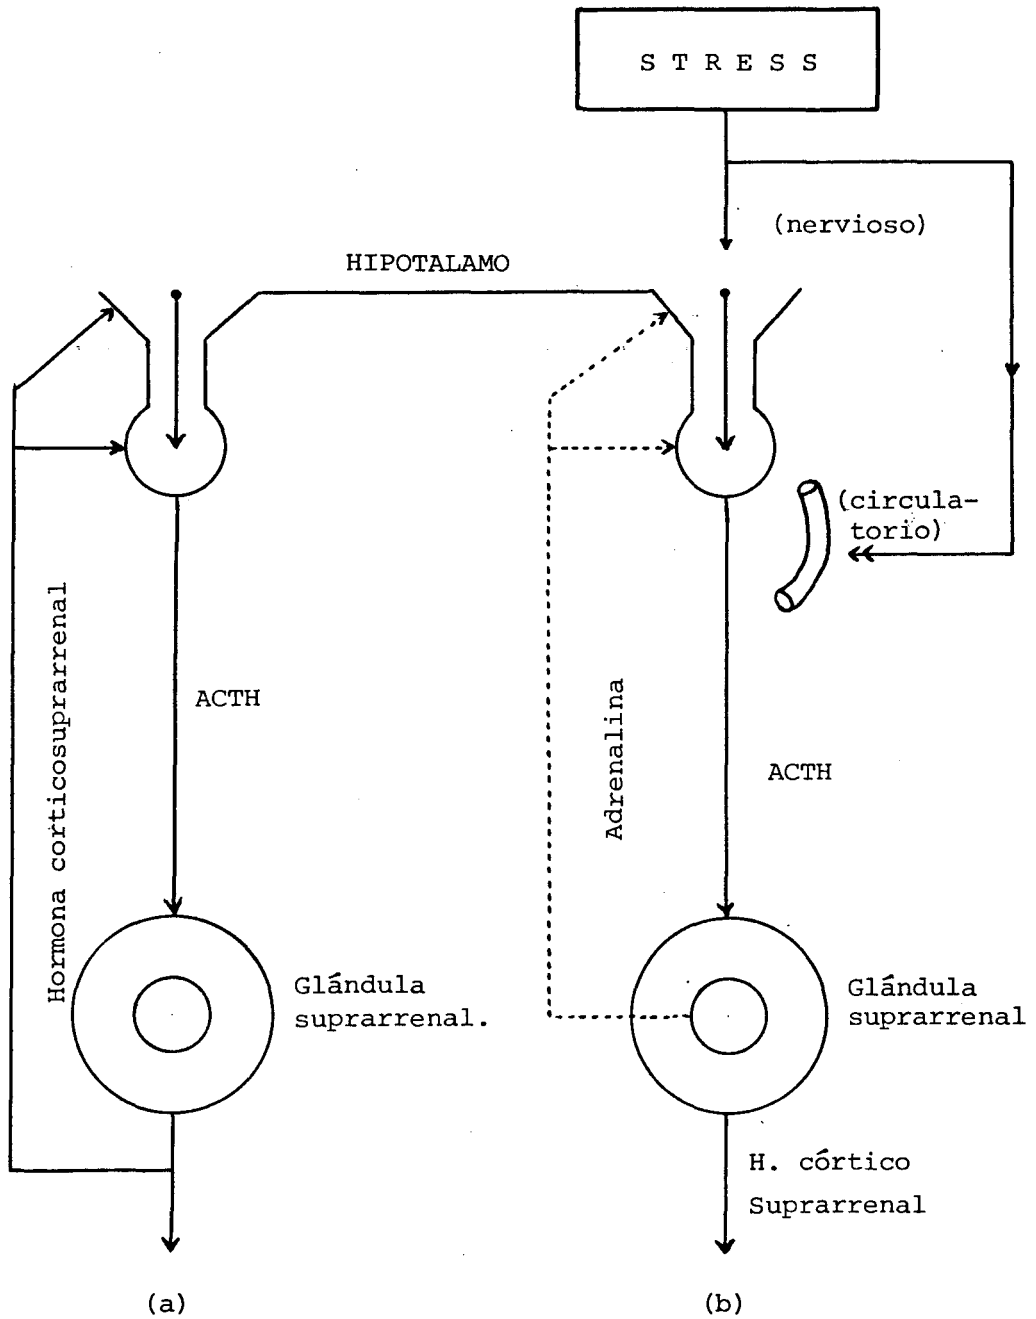 S T R E S S
(nervioso)
HIPOTALAMO
(circula-
torio)
Hormona corticosuprarrenal
ACTH
Adrenalina
ACTH
Glándula
suprarrenal.
Glándula
suprarrenal
H. córtico
Suprarrenal
(a)
(b)